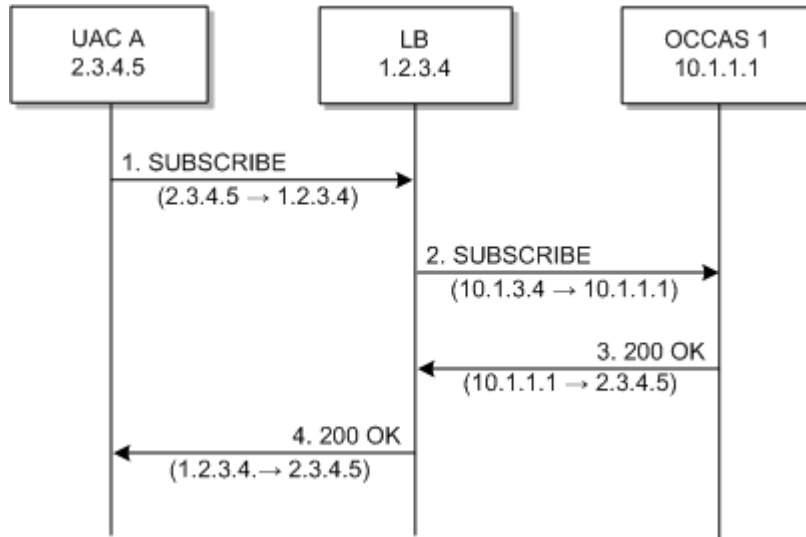 UAC A
2.3.4.5
LB
1.2.3.4
OCCAS 1
10.1.1.1
1. SUBSCRIBE
(2.3.4.5 → 1.2.3.4)
2. SUBSCRIBE
(10.1.3.4 → 10.1.1.1)
3. 200 OK
(10.1.1.1 → 2.3.4.5)
4. 200 OK
(1.2.3.4.→ 2.3.4.5)